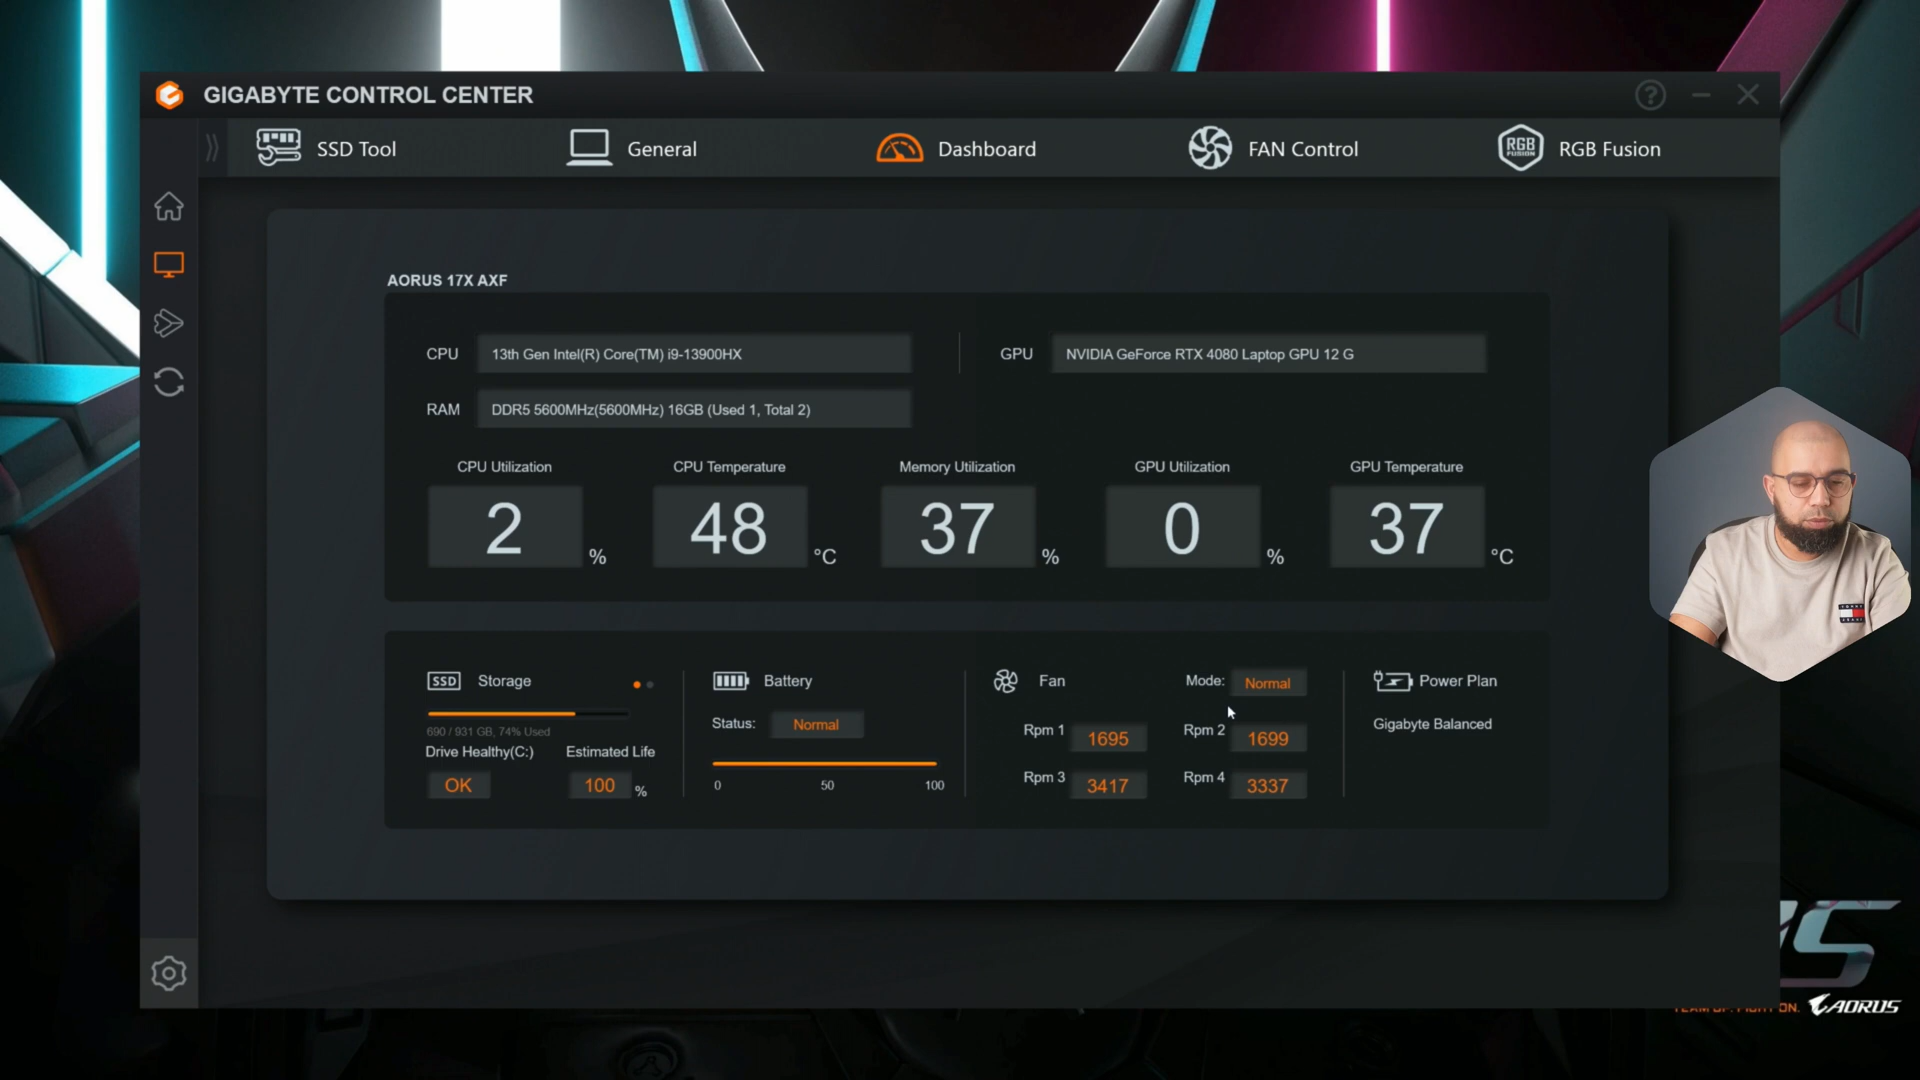 GIGABYTE CONTROL CENTER
SSD Tool
General
Dashboard
FAN Control
RGB FUSION
RGB Fusion
AORUS 17X AXF
CPU 13th Gen Intel(R) Core(TM) i9-13900HX
GPU NVIDIA GeForce RTX 4080 Laptop GPU 12 G
RAM DDR5 5600MHz(5600MHz) 16GB (Used 1, Total 2)
CPU Utilization
CPU Temperature
Memory Utilization
GPU Utilization
GPU Temperature
2 %
48 °C
37 %
0 %
37 °C
SSD Storage
690 / 931 GB, 74% Used
Drive Healthy(C:) Estimated Life
OK 100 %
Battery
Status: Normal
0 50 100
Fan Mode: Normal
Rpm 1 1695 Rpm 2 1699
Rpm 3 3417 Rpm 4 3337
Power Plan
Gigabyte Balanced
AORUS